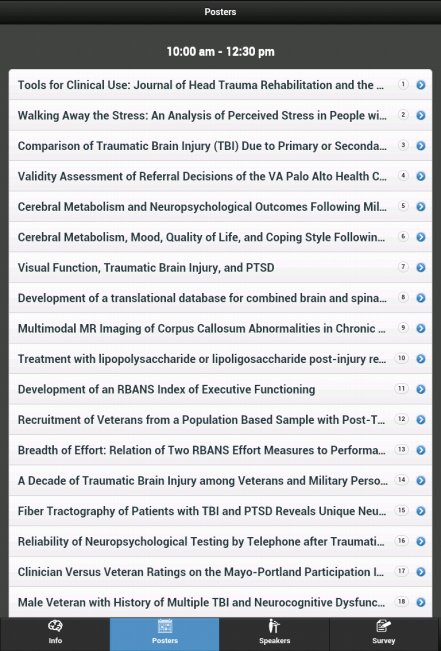 Posters
10:00 am - 12:30 pm
Tools for Clinical Use: Journal of Head Trauma Rehabilitation and the ... 1
Walking Away the Stress: An Analysis of Perceived Stress in People wi... 2
Comparison of Traumatic Brain Injury (TBI) Due to Primary or Seconda... 3
Validity Assessment of Referral Decisions of the VA Palo Alto Health C... 4
Cerebral Metabolism and Neuropsychological Outcomes Following Mil... 5
Cerebral Metabolism, Mood, Quality of Life, and Coping Style Followin... 6
Visual Function, Traumatic Brain Injury, and PTSD 7
Development of a translational database for combined brain and spina... 8
Multimodal MR Imaging of Corpus Callosum Abnormalities in Chronic ... 9
Treatment with lipopolysaccharide or lipoligosaccharide post-injury re... 10
Development of an RBANS Index of Executive Functioning 11
Recruitment of Veterans from a Population Based Sample with Post-T... 12
Breadth of Effort: Relation of Two RBANS Effort Measures to Performa... 13
A Decade of Traumatic Brain Injury among Veterans and Military Perso... 14
Fiber Tractography of Patients with TBI and PTSD Reveals Unique Neu... 15
Reliability of Neuropsychological Testing by Telephone after Traumati... 16
Clinician Versus Veteran Ratings on the Mayo-Portland Participation I... 17
Male Veteran with History of Multiple TBI and Neurocognitive Dysfunc... 18
Info Posters Speakers Survey